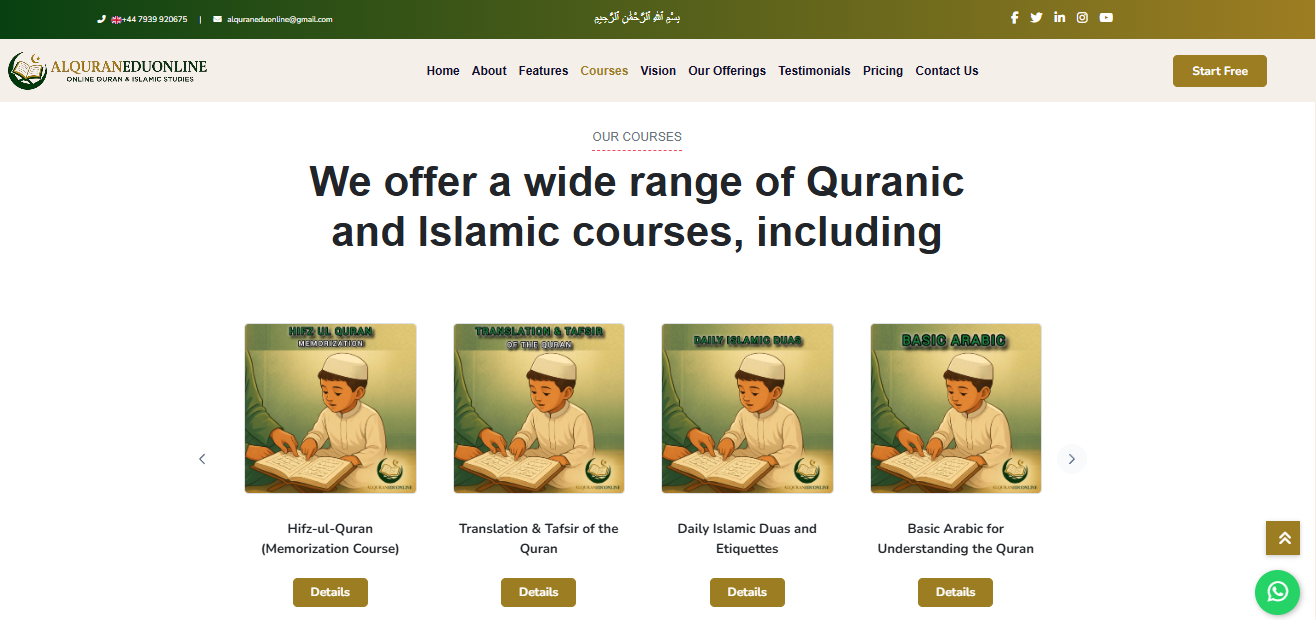 +44 7939 920675 | alquraneduonline@gmail.com
بِسْمِ اللهِ الرَّحْمٰنِ الرَّحِيمِ
ALQURANEDUONLINE
ONLINE QURAN & ISLAMIC STUDIES
Home About Features Courses Vision Our Offerings Testimonials Pricing Contact Us
Start Free
OUR COURSES
We offer a wide range of Quranic
and Islamic courses, including
HIFZ UL QURAN
MEMORIZATION
ALQURANEDUONLINE
TRANSLATION & TAFSIR
OF THE QURAN
ALQURANEDUONLINE
DAILY ISLAMIC DUAS
ALQURANEDUONLINE
BASIC ARABIC
ALQURANEDUONLINE
Hifz-ul-Quran
(Memorization Course)
Translation & Tafsir of the
Quran
Daily Islamic Duas and
Etiquettes
Basic Arabic for
Understanding the Quran
Details
Details
Details
Details